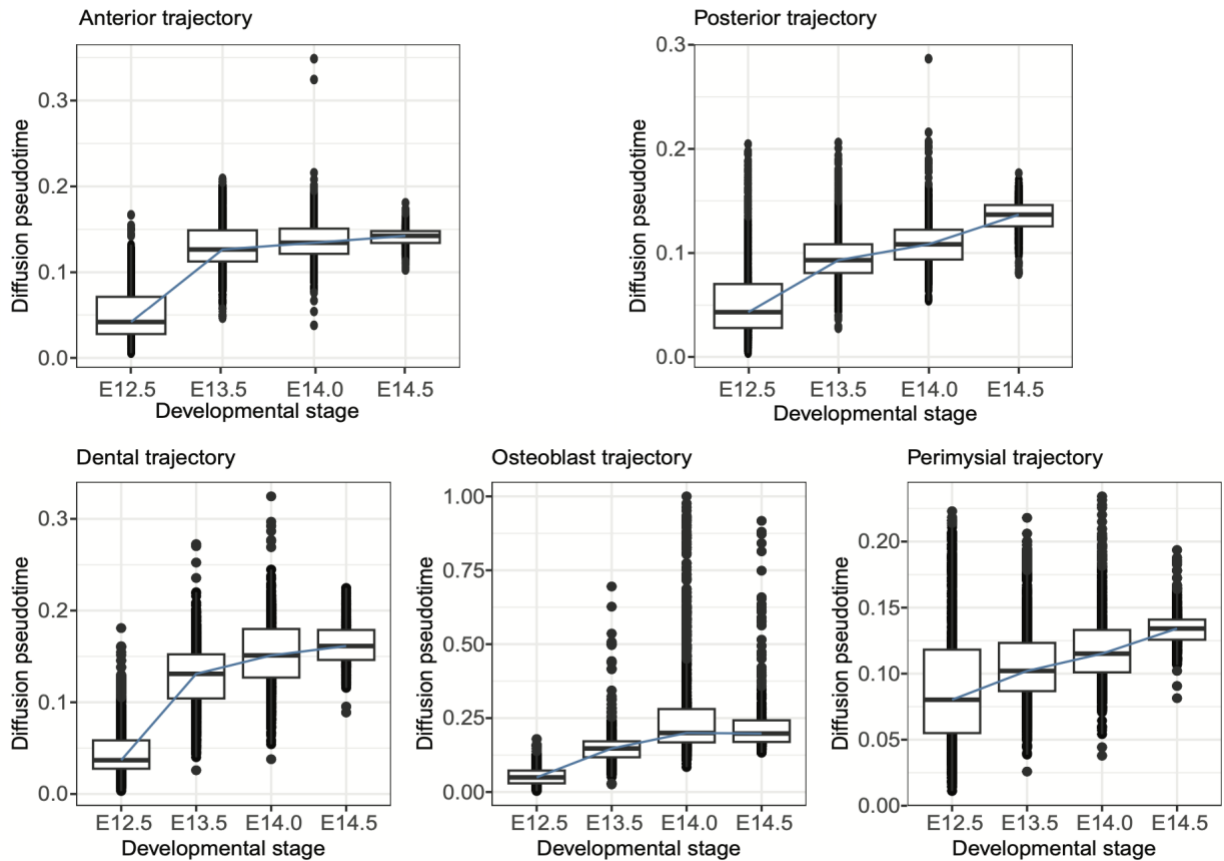 Anterior trajectory
Diffusion pseudotime
0.3
0.2
0.1
0.0
E12.5 E13.5 E14.0 E14.5
Developmental stage
Posterior trajectory
Diffusion pseudotime
0.3
0.2
0.1
0.0
E12.5 E13.5 E14.0 E14.5
Developmental stage
Dental trajectory
Diffusion pseudotime
0.3
0.2
0.1
0.0
E12.5 E13.5 E14.0 E14.5
Developmental stage
Osteoblast trajectory
Diffusion pseudotime
1.00
0.75
0.50
0.25
0.00
E12.5 E13.5 E14.0 E14.5
Developmental stage
Perimysial trajectory
Diffusion pseudotime
0.20
0.15
0.10
0.05
0.00
E12.5 E13.5 E14.0 E14.5
Developmental stage